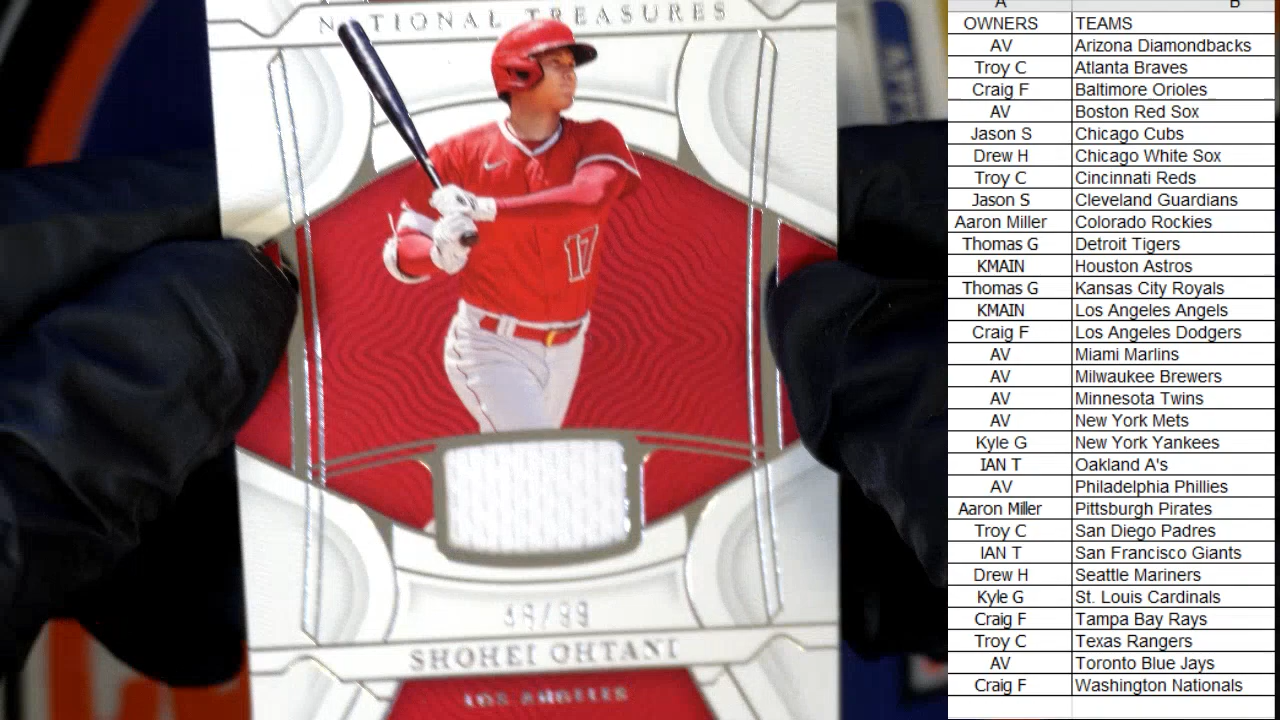 NATIONAL TREASURES
17
48/99
SHOHEI OHTANI
LOS ANGELES
A B
OWNERS TEAMS
AV Arizona Diamondbacks
Troy C Atlanta Braves
Craig F Baltimore Orioles
AV Boston Red Sox
Jason S Chicago Cubs
Drew H Chicago White Sox
Troy C Cincinnati Reds
Jason S Cleveland Guardians
Aaron Miller Colorado Rockies
Thomas G Detroit Tigers
KMAIN Houston Astros
Thomas G Kansas City Royals
KMAIN Los Angeles Angels
Craig F Los Angeles Dodgers
AV Miami Marlins
AV Milwaukee Brewers
AV Minnesota Twins
AV New York Mets
Kyle G New York Yankees
IAN T Oakland A's
AV Philadelphia Phillies
Aaron Miller Pittsburgh Pirates
Troy C San Diego Padres
IAN T San Francisco Giants
Drew H Seattle Mariners
Kyle G St. Louis Cardinals
Craig F Tampa Bay Rays
Troy C Texas Rangers
AV Toronto Blue Jays
Craig F Washington Nationals